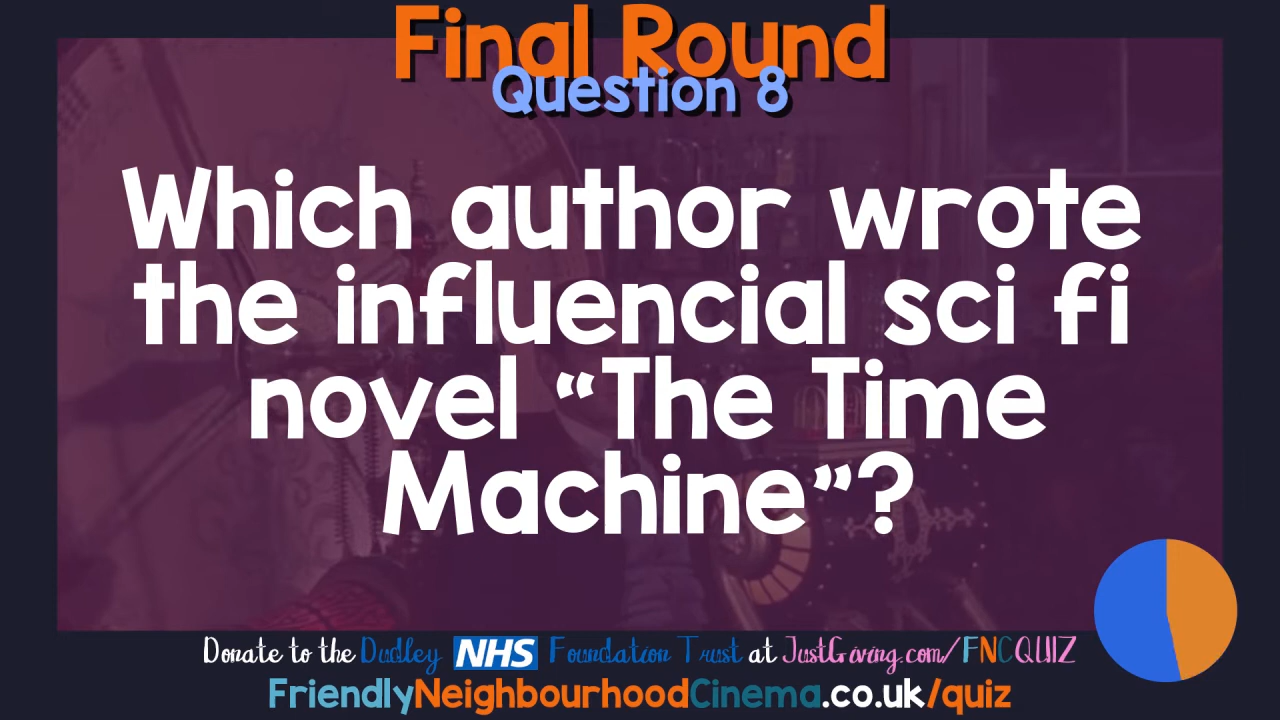 Final Round
Question 8
Which author wrote
the influencial sci fi
novel “The Time
Machine”?
Donate to the Dudley NHS Foundation Trust at JustGiving.com/FNCQUIZ
FriendlyNeighbourhoodCinema.co.uk/quiz